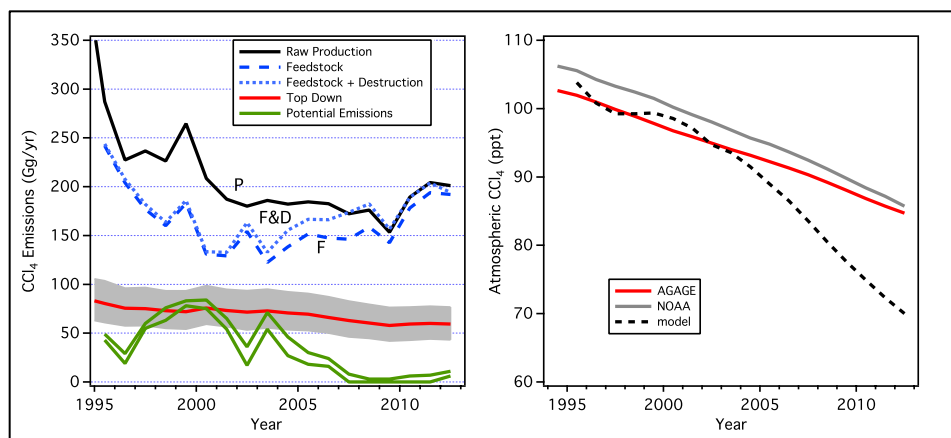 350
300
250
200
150
100
50
0
CCl4 Emissions (Gg/yr)
Raw Production
Feedstock
Feedstock + Destruction
Top Down
Potential Emissions
P
F&D
F
1995
2000
2005
2010
Year
110
100
90
80
70
60
Atmospheric CCl4 (ppt)
AGAGE
NOAA
model
1995
2000
2005
2010
Year